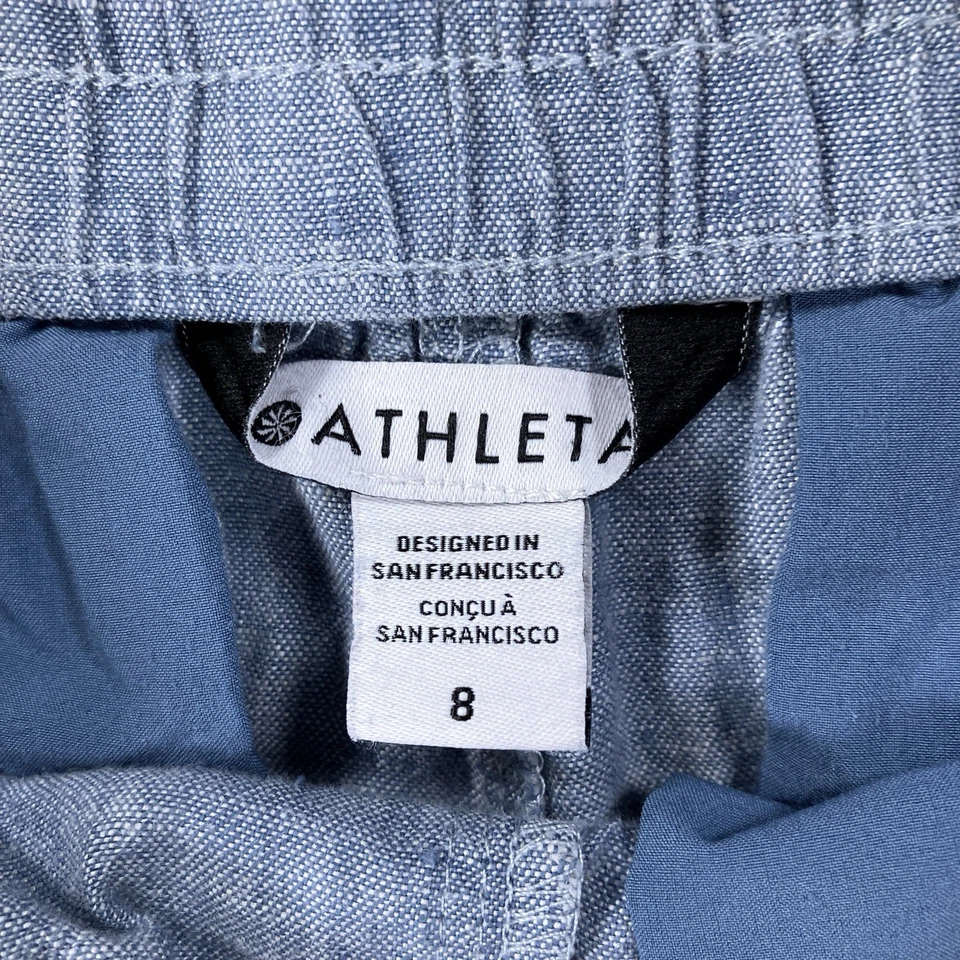 ATHLETA
DESIGNED IN
SAN FRANCISCO
CONÇU À
SAN FRANCISCO
8